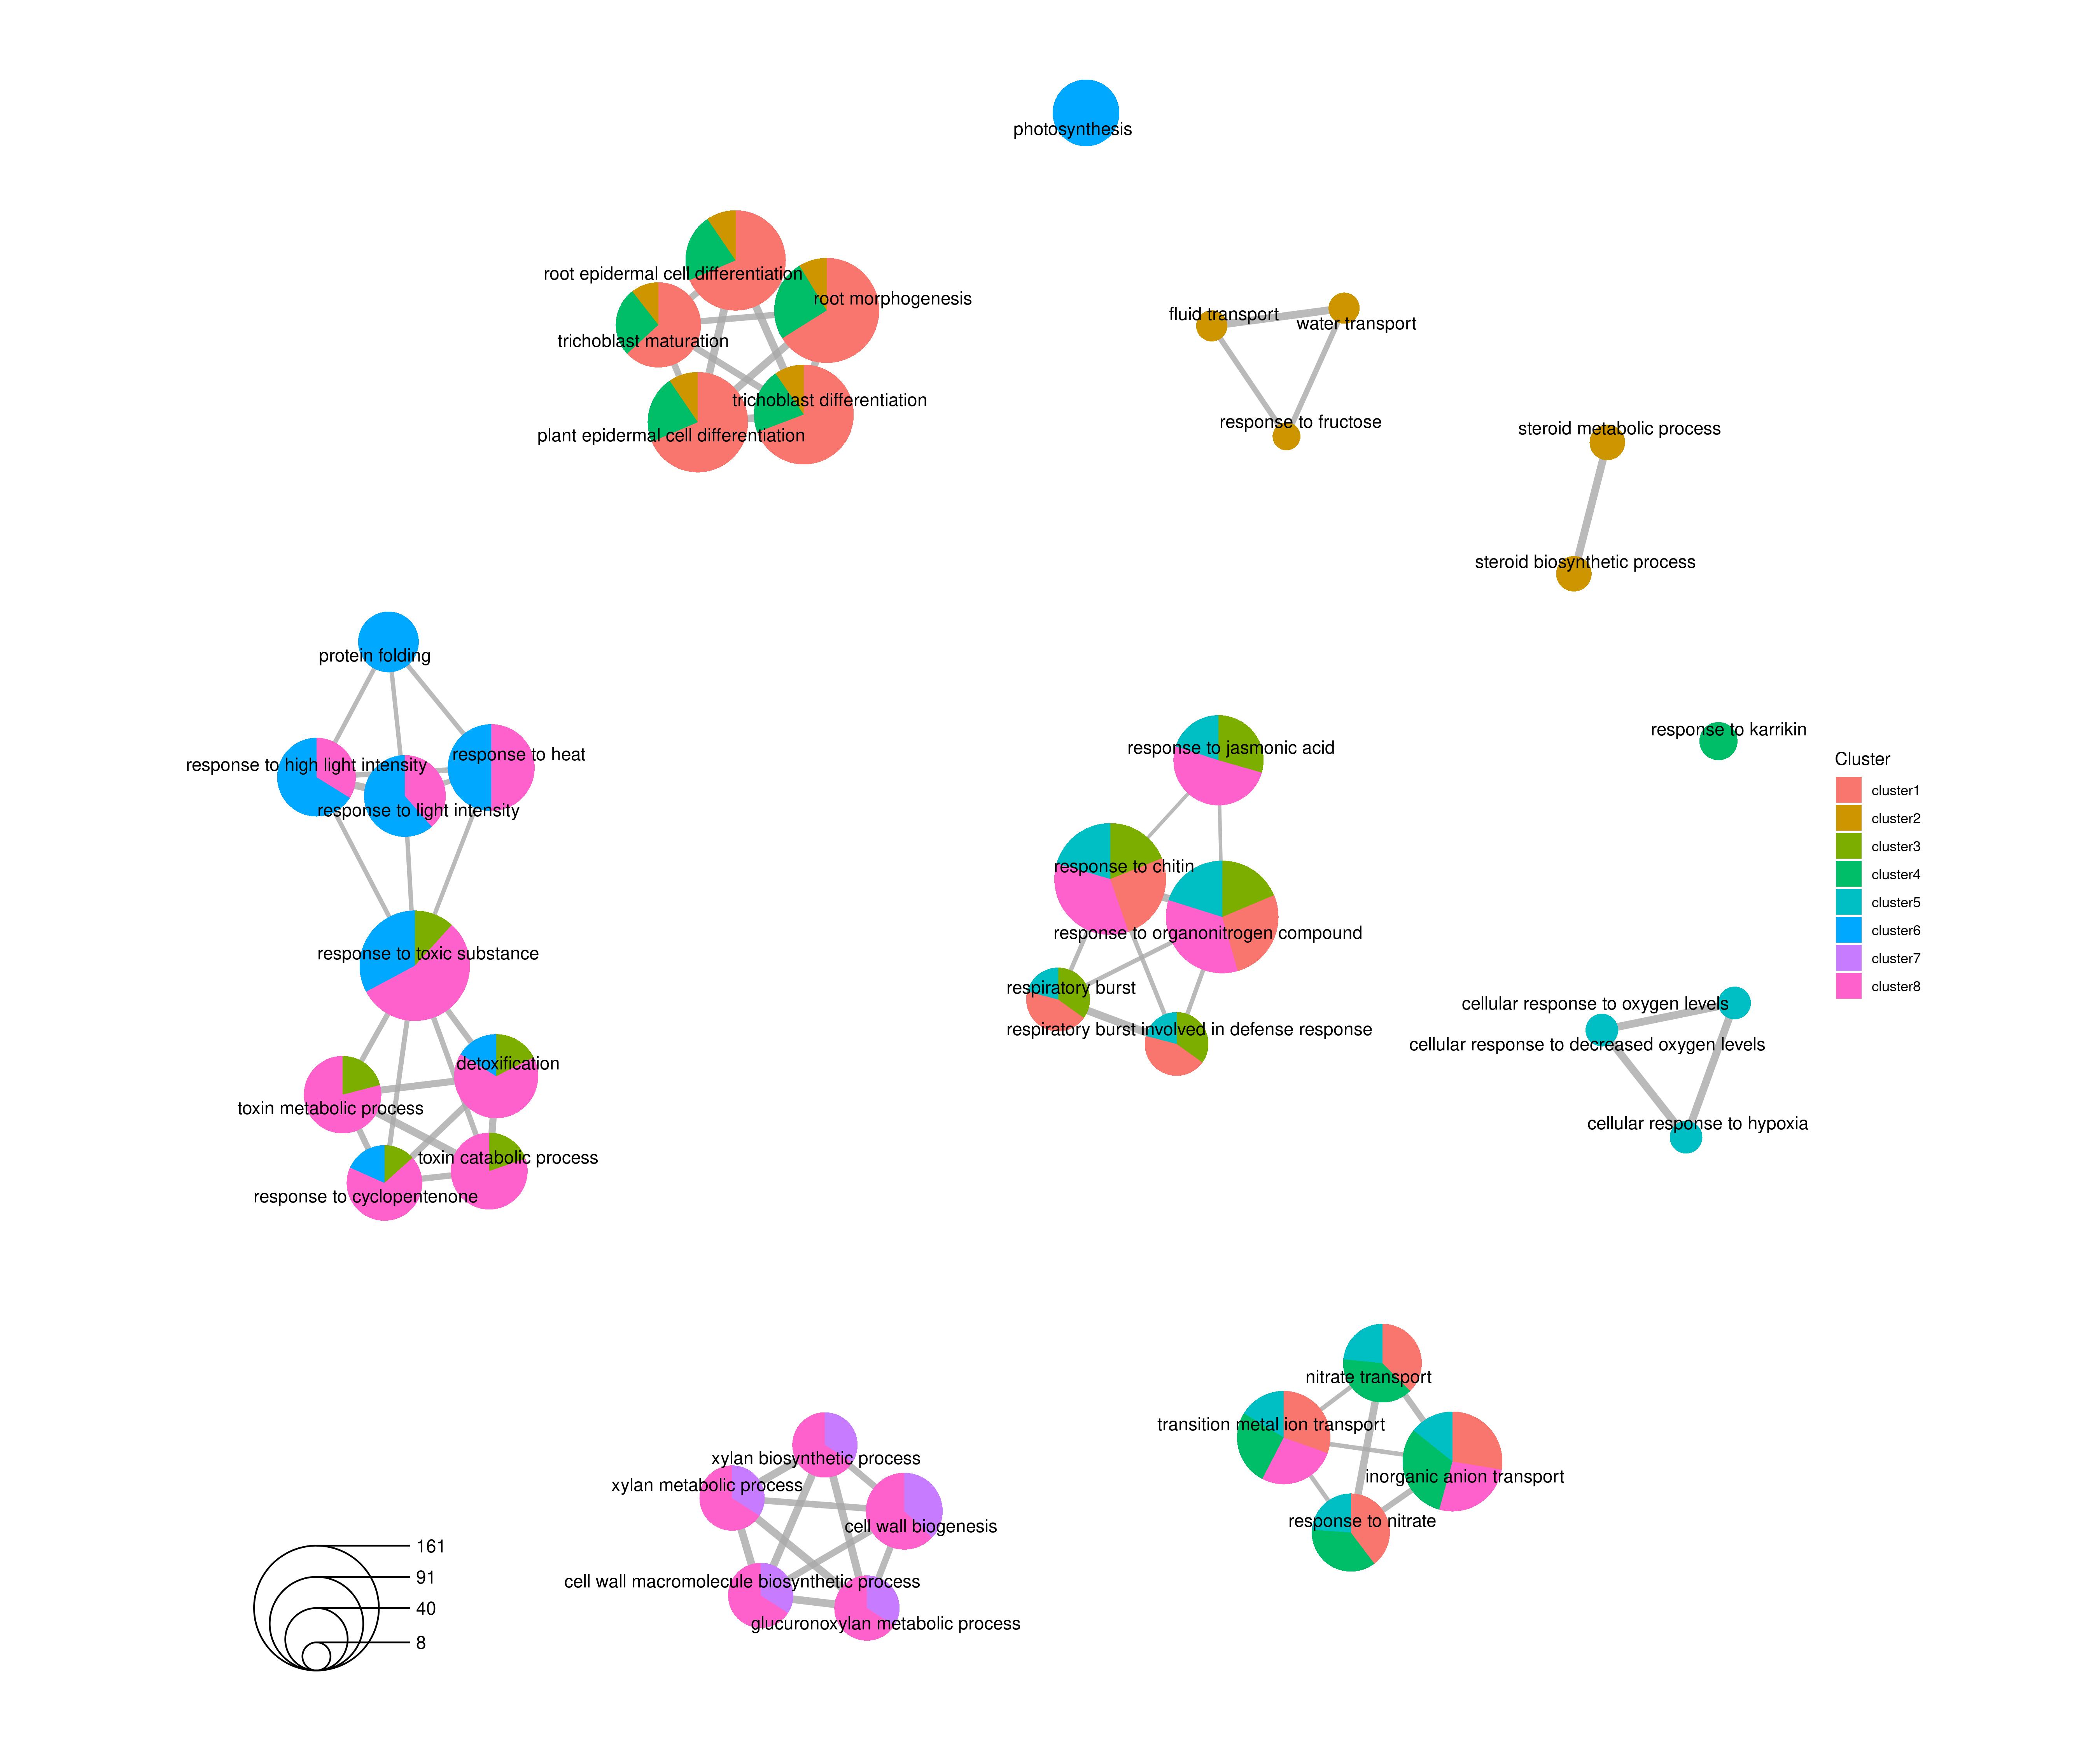 photosynthesis
root epidermal cell differentiation
root morphogenesis
trichoblast maturation
trichoblast differentiation
plant epidermal cell differentiation
fluid transport
water transport
response to fructose
steroid metabolic process
steroid biosynthetic process
protein folding
response to heat
response to high light intensity
response to light intensity
response to toxic substance
detoxification
toxin metabolic process
toxin catabolic process
response to cyclopentenone
response to jasmonic acid
response to chitin
response to organonitrogen compound
respiratory burst
respiratory burst involved in defense response
response to karrikin
cellular response to oxygen levels
cellular response to decreased oxygen levels
cellular response to hypoxia
Cluster
cluster1
cluster2
cluster3
cluster4
cluster5
cluster6
cluster7
cluster8
nitrate transport
transition metal ion transport
inorganic anion transport
response to nitrate
xylan biosynthetic process
xylan metabolic process
cell wall biogenesis
cell wall macromolecule biosynthetic process
glucuronoxylan metabolic process
161
91
40
8